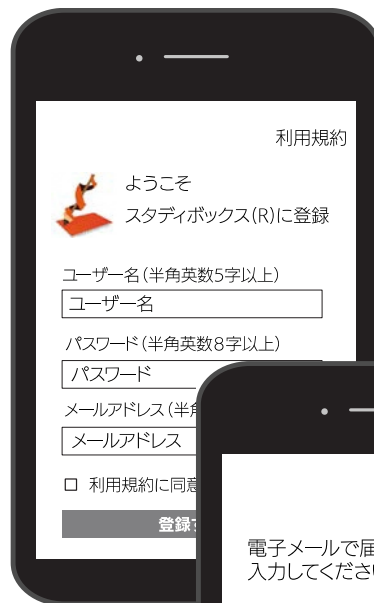 利用規約
ようこそ
スタディボックス(R)に登録
ユーザー名(半角英数5字以上)
ユーザー名
パスワード(半角英数8字以上)
パスワード
メールアドレス(半角
メールアドレス
利用規約に同意
登録す
電子メールで届
入力してくださ